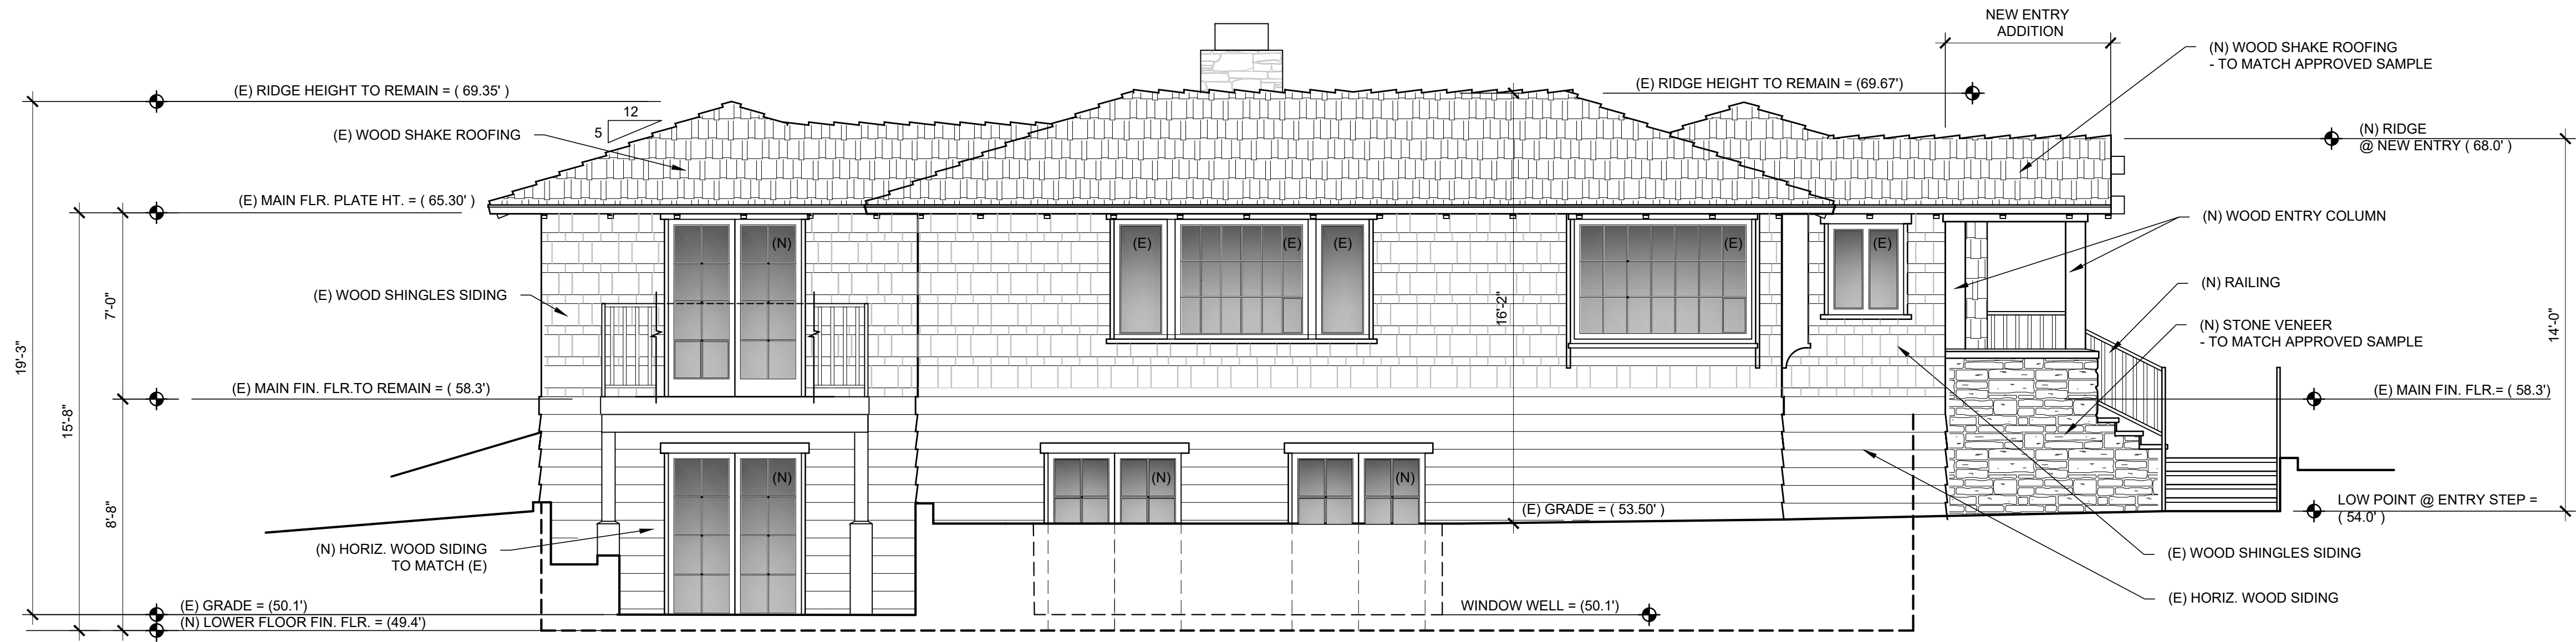 NEW ENTRY
ADDITION
(N) WOOD SHAKE ROOFING
- TO MATCH APPROVED SAMPLE
(E) RIDGE HEIGHT TO REMAIN = ( 69.35' )
(E) RIDGE HEIGHT TO REMAIN = (69.67')
12
5
(E) WOOD SHAKE ROOFING
(N) RIDGE
@ NEW ENTRY ( 68.0' )
(E) MAIN FLR. PLATE HT. = ( 65.30' )
(N) WOOD ENTRY COLUMN
(N)
(E)
(E)
(E)
(E)
(E)
(E) WOOD SHINGLES SIDING
(N) RAILING
(N) STONE VENEER
- TO MATCH APPROVED SAMPLE
7'-0"
19'-3"
15'-8"
8'-8"
16'-2"
14'-0"
(E) MAIN FIN. FLR.TO REMAIN = ( 58.3')
(E) MAIN FIN. FLR.= ( 58.3')
(N)
(N)
(N)
(E) GRADE = ( 53.50' )
LOW POINT @ ENTRY STEP =
( 54.0' )
(N) HORIZ. WOOD SIDING
TO MATCH (E)
(E) WOOD SHINGLES SIDING
(E) HORIZ. WOOD SIDING
(E) GRADE = (50.1')
WINDOW WELL = (50.1')
(N) LOWER FLOOR FIN. FLR. = (49.4')